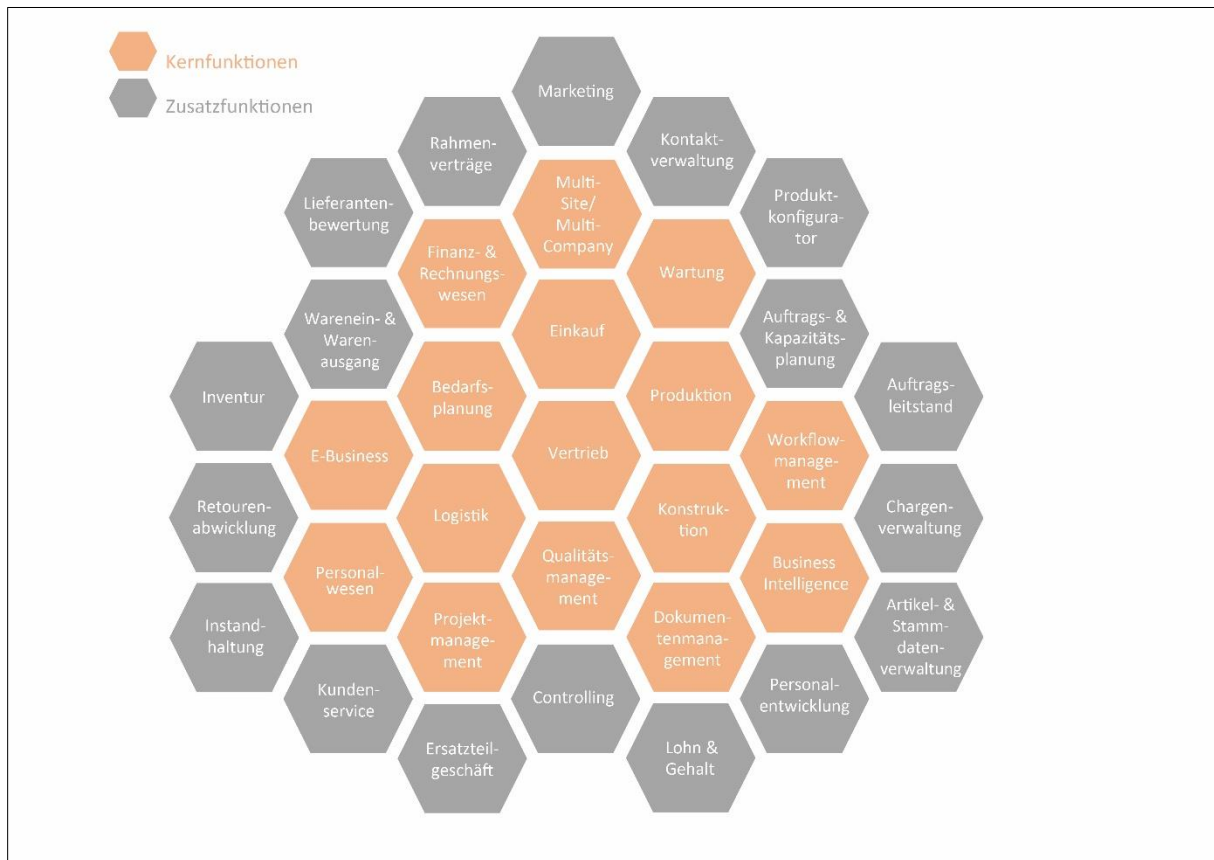 Kernfunktionen
Zusatzfunktionen
Marketing
Rahmen-
verträge
Kontakt-
verwaltung
Lieferanten-
bewertung
Multi-
Site/
Multi-
Company
Produkt-
konfigura-
tor
Finanz- &
Rechnungs-
wesen
Wartung
Warenein- &
Waren-
ausgang
Einkauf
Auftrags- &
Kapazitäts-
planung
Inventur
Bedarfs-
planung
Produktion
Auftrags-
leitstand
E-Business
Vertrieb
Workflow-
manage-
ment
Retouren-
abwicklung
Logistik
Konstruk-
tion
Chargen-
verwaltung
Personal-
wesen
Qualitäts-
manage-
ment
Business
Intelligence
Instand-
haltung
Projekt-
manage-
ment
Dokumen-
tenmana-
gement
Artikel- &
Stamm-
daten-
verwaltung
Kunden-
service
Controlling
Personal-
entwicklung
Ersatzteil-
geschäft
Lohn &
Gehalt